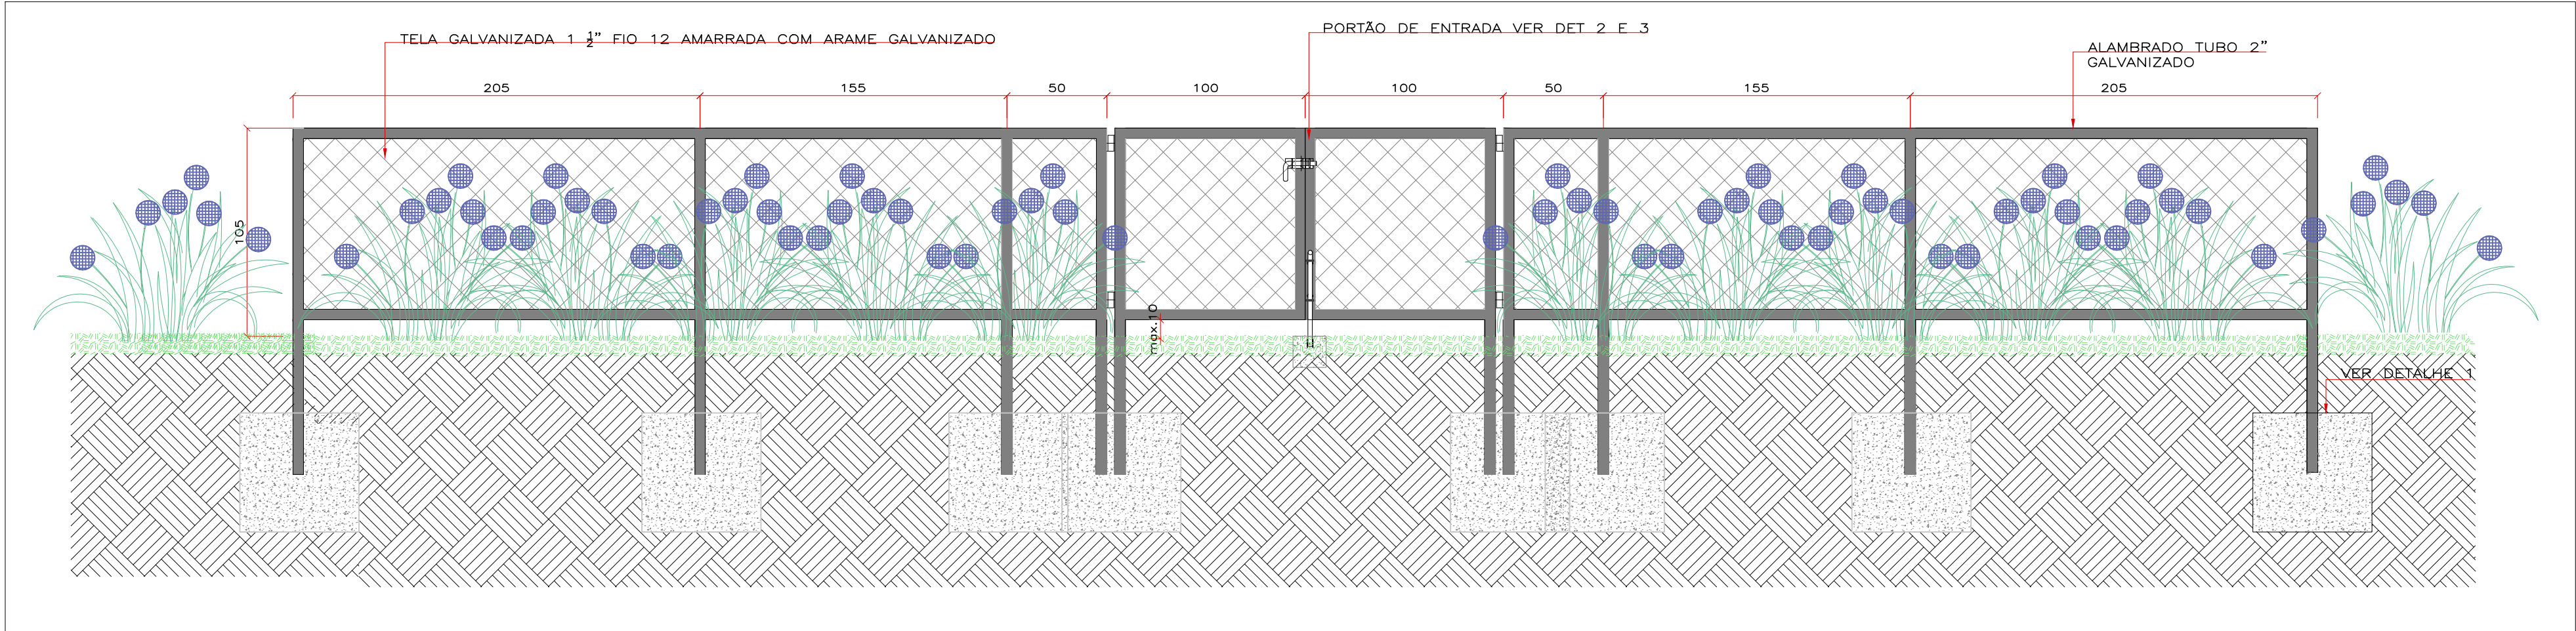 TELA GALVANIZADA 1 ½" FIO 12 AMARRADA COM ARAME GALVANIZADO
PORTÃO DE ENTRADA VER DET 2 E 3
ALAMBRADO TUBO 2"
GALVANIZADO
205
155
50
100
100
50
155
205
105
max.10
VER DETALHE 1